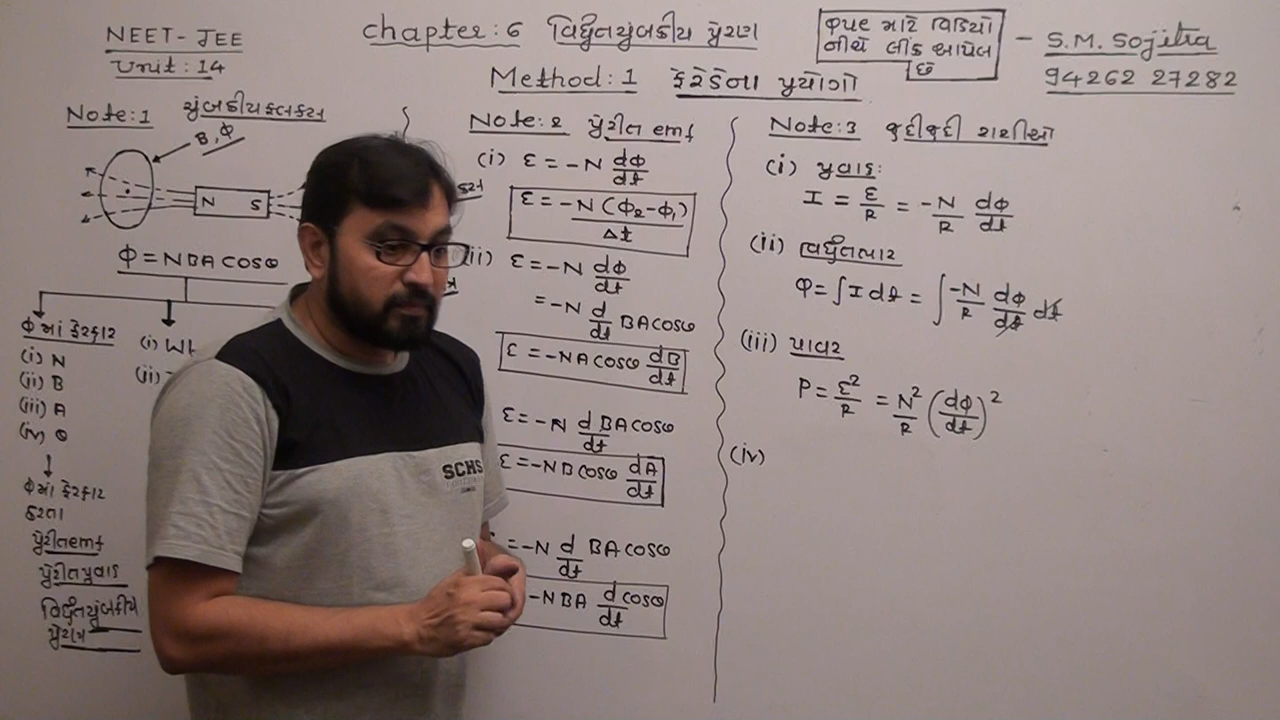 NEET - JEE
Unit : 14
chapter : 6 વિદ્યુતચુંબકીય પ્રેરણ
Method : 1 ફેરેડેના પ્રયોગો
નીચે લીંક આપેલ
છે
- S.M. Sojitra
94262 27282
Note : 1 ચુંબકીય ફ્લક્સ
B, Φ
N S
Φ = NBA cosθ
Φ માં ફેરફાર
(i) N
(ii) B
(iii) A
(iv) θ
Φ માં ફેરફાર
કરતા
પ્રેરીત emf
પ્રેરીત પ્રવાહ
વિદ્યુતચુંબકીય
પ્રેરણ
(i) Wh
(ii)
Note : 2 પ્રેરીત emf
(i) ε = -N dΦ/dt
ε = -N(Φ₂-Φ₁)/Δt
(ii) ε = -N dΦ/dt
= -N d/dt BA cosθ
ε = -NA cosθ dB/dt
ε = -N d/dt BA cosθ
ε = -NB cosθ dA/dt
= -N d/dt BA cosθ
-NBA d cosθ/dt
Note : 3 જુદીજુદી રાશીઓ
(i) પ્રવાહ :
I = ε/R = -N/R dΦ/dt
(ii) વિદ્યુતભાર
Φ = ∫I dt = ∫ -N/R dΦ/dt dt
(iii) પાવર
P = ε²/R = N²/R (dΦ/dt)²
(iv)